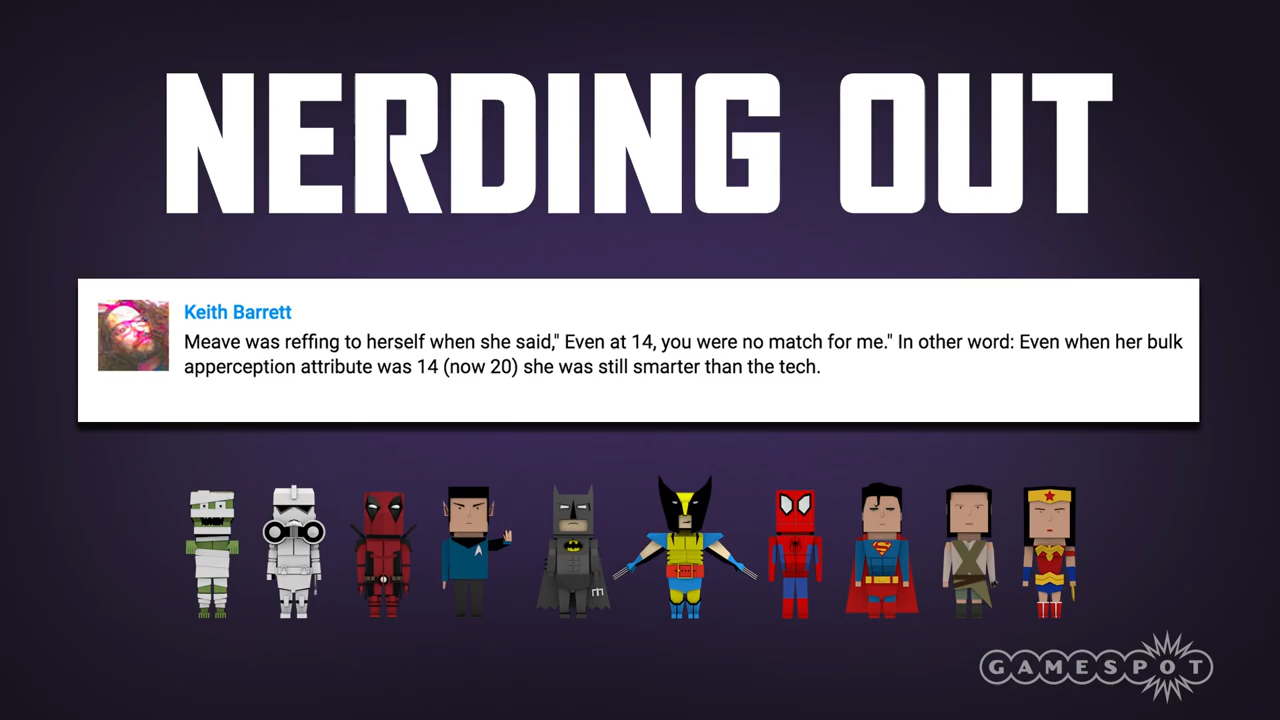 NERDING OUT
Keith Barrett
Meave was reffing to herself when she said," Even at 14, you were no match for me." In other word: Even when her bulk
apperception attribute was 14 (now 20) she was still smarter than the tech.
GAMESPOT